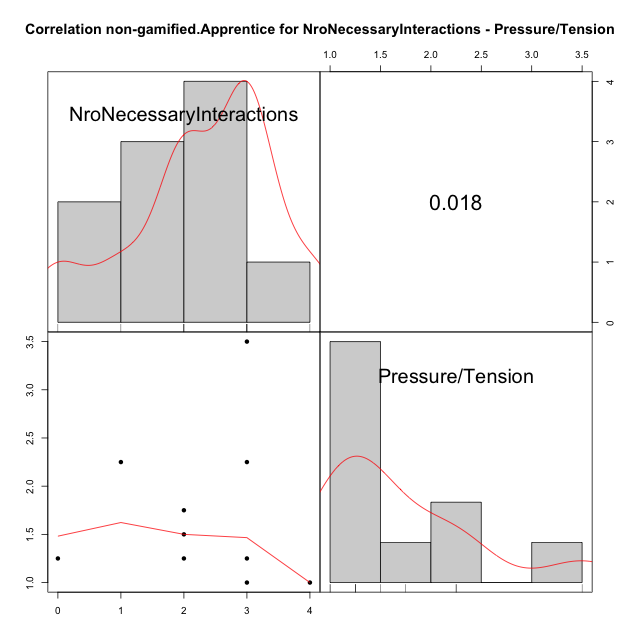 Correlation non-gamified.Apprentice for NroNecessaryInteractions - Pressure/Tension
1.0 1.5 2.0 2.5 3.0 3.5
NroNecessaryInteractions
0.018
4
3
2
1
0
3.5
3.0
2.5
2.0
1.5
1.0
Pressure/Tension
0 1 2 3 4